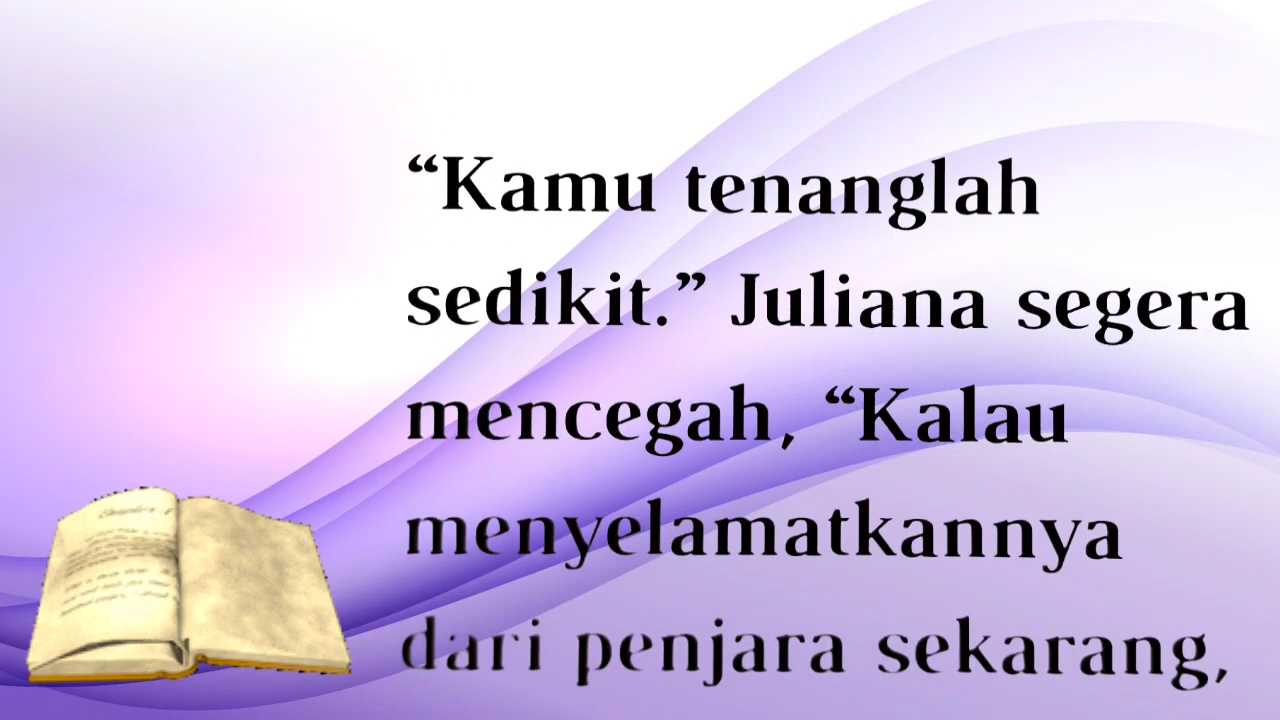 “Kamu tenanglah
sedikit.” Juliana segera
mencegah, “Kalau
menyelamatkannya
dari penjara sekarang,